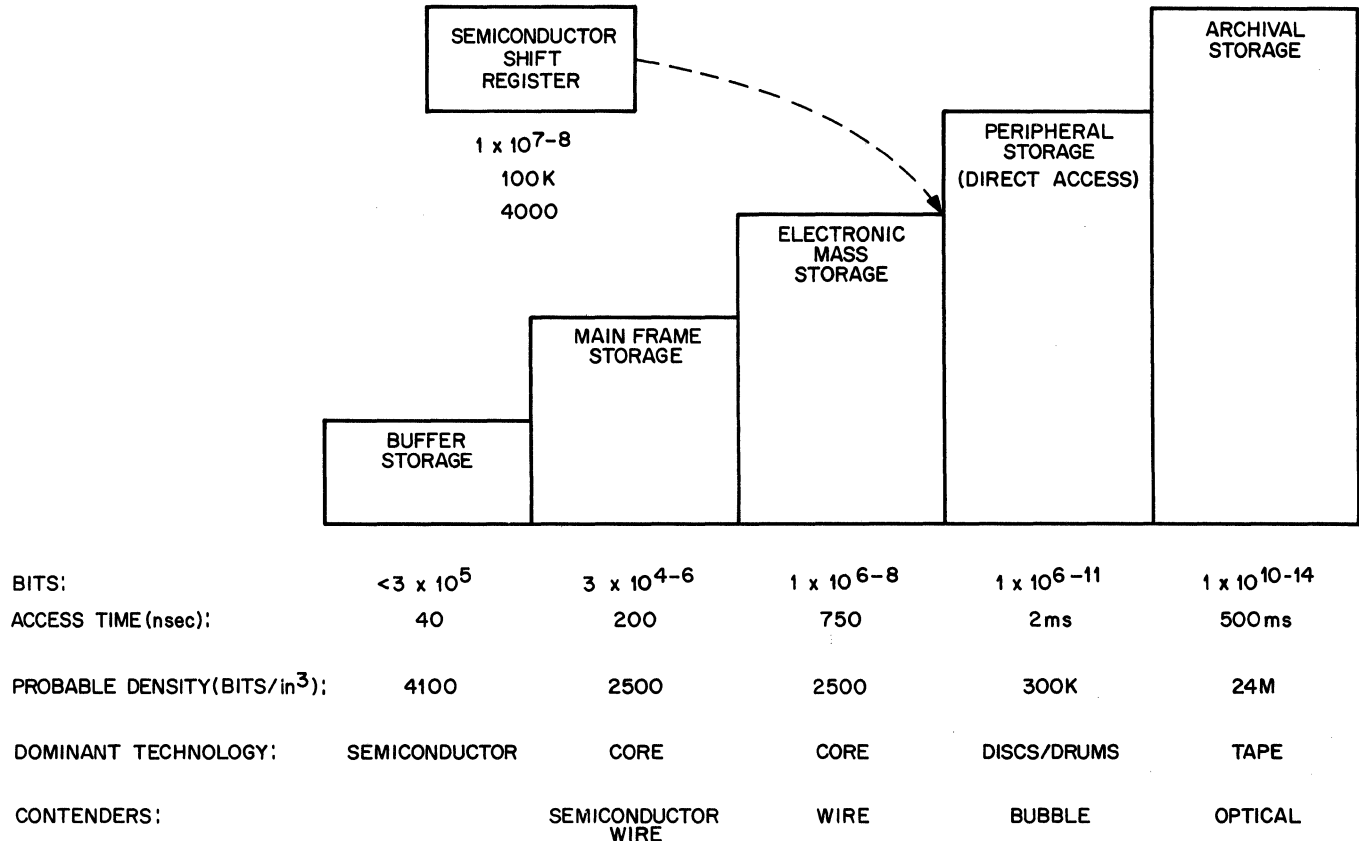 SEMICONDUCTOR
SHIFT
REGISTER
1 x 10^7-8
100K
4000
ARCHIVAL
STORAGE
PERIPHERAL
STORAGE
(DIRECT ACCESS)
ELECTRONIC
MASS
STORAGE
MAIN FRAME
STORAGE
BUFFER
STORAGE
BITS: <3 x 10^5 3 x 10^4-6 1 x 10^6-8 1 x 10^6-11 1 x 10^10-14
ACCESS TIME(nsec): 40 200 750 2ms 500ms
PROBABLE DENSITY(BITS/in^3): 4100 2500 2500 300K 24M
DOMINANT TECHNOLOGY: SEMICONDUCTOR CORE CORE DISCS/DRUMS TAPE
CONTENDERS: SEMICONDUCTOR WIRE BUBBLE OPTICAL
WIRE